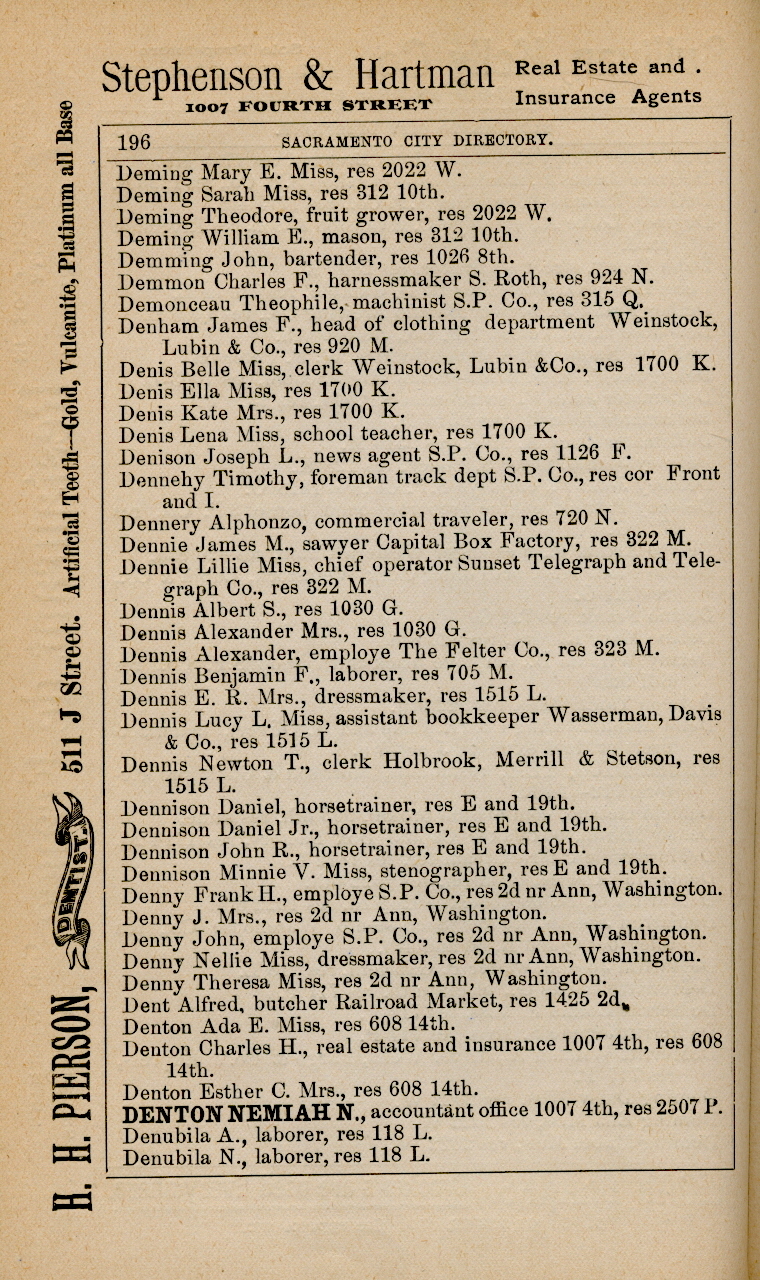 Stephenson & Hartman
1007 FOURTH STREET
Real Estate and .
Insurance Agents
196 SACRAMENTO CITY DIRECTORY.
Deming Mary E. Miss, res 2022 W.
Deming Sarah Miss, res 312 10th.
Deming Theodore, fruit grower, res 2022 W.
Deming William E., mason, res 312 10th.
Demming John, bartender, res 1026 8th.
Demmon Charles F., harnessmaker S. Roth, res 924 N.
Demonceau Theophile, machinist S.P. Co., res 315 Q.
Denham James F., head of clothing department Weinstock,
Lubin & Co., res 920 M.
Denis Belle Miss, clerk Weinstock, Lubin &Co., res 1700 K.
Denis Ella Miss, res 1700 K.
Denis Kate Mrs., res 1700 K.
Denis Lena Miss, school teacher, res 1700 K.
Denison Joseph L., news agent S.P. Co., res 1126 F.
Dennehy Timothy, foreman track dept S.P. Co., res cor Front
and I.
Dennery Alphonzo, commercial traveler, res 720 N.
Dennie James M., sawyer Capital Box Factory, res 322 M.
Dennie Lillie Miss, chief operator Sunset Telegraph and Tele-
graph Co., res 322 M.
Dennis Albert S., res 1030 G.
Dennis Alexander Mrs., res 1030 G.
Dennis Alexander, employe The Felter Co., res 323 M.
Dennis Benjamin F., laborer, res 705 M.
Dennis E. R. Mrs., dressmaker, res 1515 L.
Dennis Lucy L. Miss, assistant bookkeeper Wasserman, Davis
& Co., res 1515 L.
Dennis Newton T., clerk Holbrook, Merrill & Stetson, res
1515 L.
Dennison Daniel, horsetrainer, res E and 19th.
Dennison Daniel Jr., horsetrainer, res E and 19th.
Dennison John R., horsetrainer, res E and 19th.
Dennison Minnie V. Miss, stenographer, res E and 19th.
Denny Frank H., employe S.P. Co., res 2d nr Ann, Washington.
Denny J. Mrs., res 2d nr Ann, Washington.
Denny John, employe S.P. Co., res 2d nr Ann, Washington.
Denny Nellie Miss, dressmaker, res 2d nr Ann, Washington.
Denny Theresa Miss, res 2d nr Ann, Washington.
Dent Alfred, butcher Railroad Market, res 1425 2d.
Denton Ada E. Miss, res 608 14th.
Denton Charles H., real estate and insurance 1007 4th, res 608
14th.
Denton Esther C. Mrs., res 608 14th.
DENTON NEMIAH N., accountant office 1007 4th, res 2507 P.
Denubila A., laborer, res 118 L.
Denubila N., laborer, res 118 L.
H. H. PIERSON, DENTIST. 511 J Street. Artificial Teeth--Gold, Vulcanite, Platinum all Base